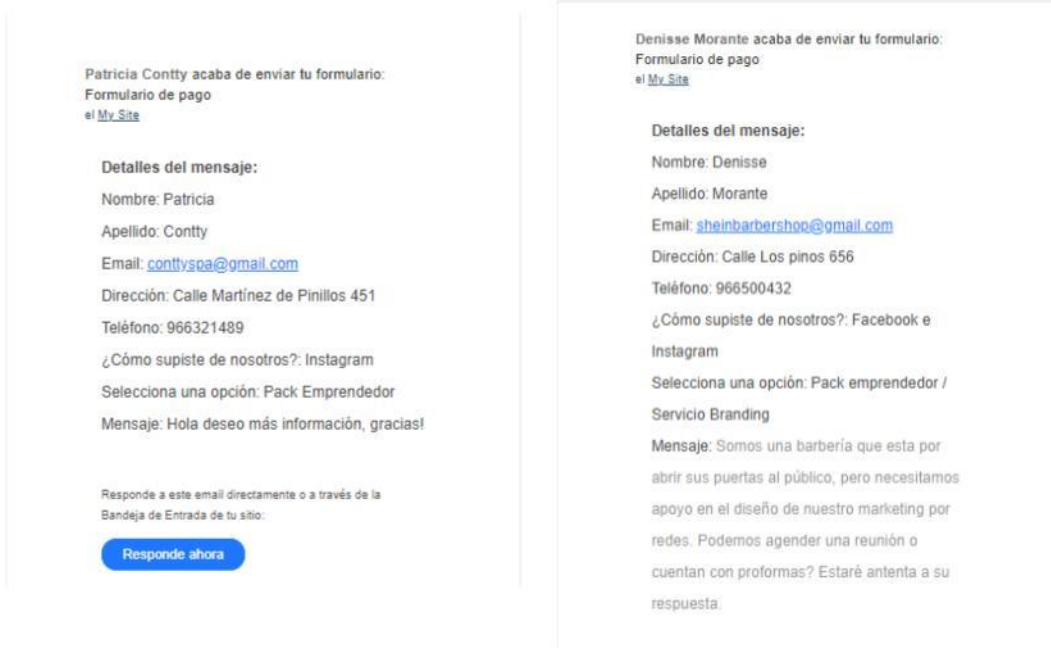 Patricia Contty acaba de enviar tu formulario:
Formulario de pago
el My Site
Detalles del mensaje:
Nombre: Patricia
Apellido: Contty
Email: conttyspa@gmail.com
Dirección: Calle Martínez de Pinillos 451
Teléfono: 966321489
¿Cómo supiste de nosotros?: Instagram
Selecciona una opción: Pack Emprendedor
Mensaje: Hola deseo más información, gracias!
Responde a este email directamente o a través de la
Bandeja de Entrada de tu sitio:
Responde ahora
Denisse Morante acaba de enviar tu formulario:
Formulario de pago
el My Site
Detalles del mensaje:
Nombre: Denisse
Apellido: Morante
Email: sheinbarbershop@gmail.com
Dirección: Calle Los pinos 656
Teléfono: 966500432
¿Cómo supiste de nosotros?: Facebook e
Instagram
Selecciona una opción: Pack emprendedor /
Servicio Branding
Mensaje: Somos una barbería que esta por
abrir sus puertas al público, pero necesitamos
apoyo en el diseño de nuestro marketing por
redes. Podemos agender una reunión o
cuentan con proformas? Estaré antenta a su
respuesta.